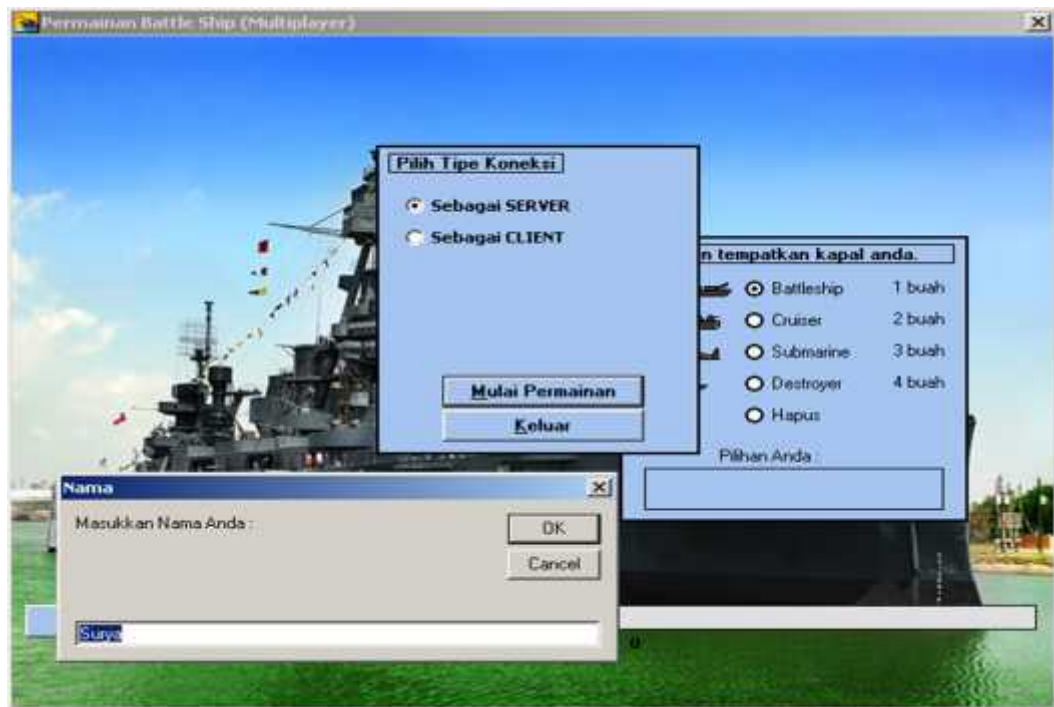 Permainan Battle Ship (Multiplayer)
Pilih Tipe Koneksi
Sebagai SERVER
Sebagai CLIENT
Mulai Permainan
Keluar
n tempatkan kapal anda.
Battleship 1 buah
Cruiser 2 buah
Submarine 3 buah
Destroyer 4 buah
Hapus
Pilihan Anda :
Nama
Masukkan Nama Anda :
OK
Cancel
Surya